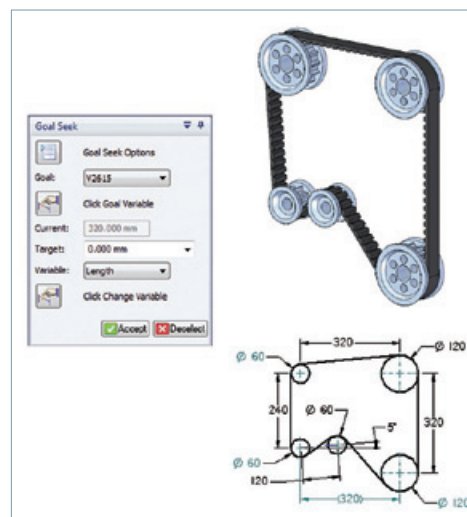 Goal Seek
Goal Seek Options
Goal: V2615
Click Goal Variable
Current: 320.000 mm
Target: 0.000 mm
Variable: Length
Click Change Variable
Accept Deselect
320
Ø 60
Ø 120
240
Ø 60
320
5°
Ø 60
120
(320)
Ø 120